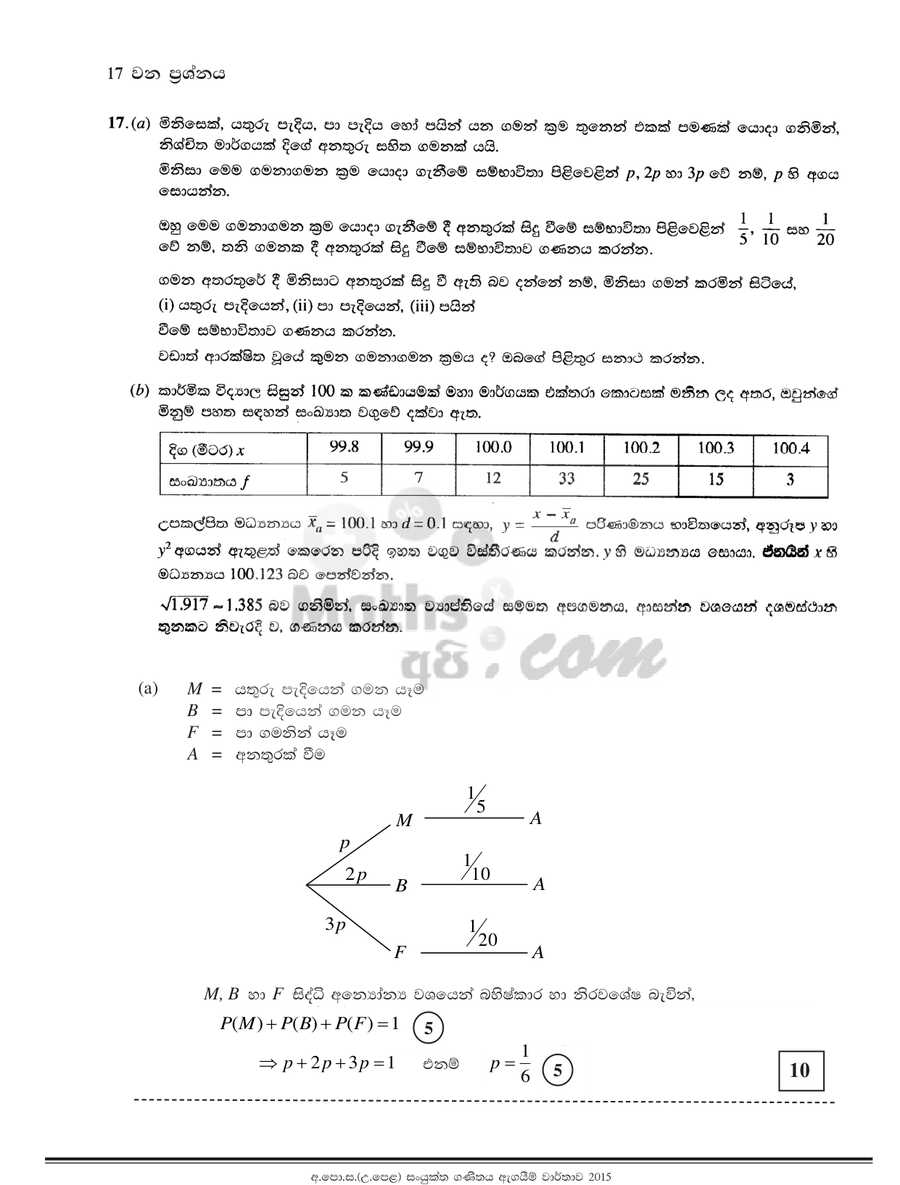 17 වන ප්‍රශ්නය
17. (a) මිනිසෙක්, යතුරු පැදිය, පා පැදිය හෝ පයින් යන ගමන් ක්‍රම තුනෙන් එකක් පමණක් යොදා ගනිමින්,
නිශ්චිත මාර්ගයක් දිගේ අනතුරු සහිත ගමනක් යයි.
මිනිසා මෙම ගමනාගමන ක්‍රම යොදා ගැනීමේ සම්භාවිතා පිළිවෙළින් p, 2p හා 3p වේ නම්, p හි අගය
සොයන්න.
ඔහු මෙම ගමනාගමන ක්‍රම යොදා ගැනීමේ දී අනතුරක් සිදු වීමේ සම්භාවිතා පිළිවෙළින් 1/5, 1/10 සහ 1/20
වේ නම්, තනි ගමනක දී අනතුරක් සිදු වීමේ සම්භාවිතාව ගණනය කරන්න.
ගමන අතරතුරේ දී මිනිසාට අනතුරක් සිදු වී ඇති බව දන්නේ නම්, මිනිසා ගමන් කරමින් සිටියේ,
(i) යතුරු පැදියෙන්, (ii) පා පැදියෙන්, (iii) පයින්
වීමේ සම්භාවිතාව ගණනය කරන්න.
වඩාත් ආරක්ෂිත වූයේ කුමන ගමනාගමන ක්‍රමය ද? ඔබගේ පිළිතුර සනාථ කරන්න.
(b) කාර්මික විද්‍යාල සිසුන් 100 ක කණ්ඩායමක් මහා මාර්ගයක එක්තරා කොටසක් මනින ලද අතර, ඔවුන්ගේ
මිනුම් පහත සඳහන් සංඛ්‍යාත වගුවේ දක්වා ඇත.
දිග (මීටර) x 99.8 99.9 100.0 100.1 100.2 100.3 100.4
සංඛ්‍යාතය f 5 7 12 33 25 15 3
උපකල්පිත මධ්‍යන්‍යය x̄ₐ = 100.1 හා d = 0.1 සඳහා, y = (x − x̄ₐ)/d පරිණාමනය භාවිතයෙන්, අනුරූප y හා
y² අගයන් ඇතුළත් කෙරෙන පරිදි ඉහත වගුව විස්තීරණය කරන්න. y හි මධ්‍යන්‍යය සොයා, ඒනයින් x හි
මධ්‍යන්‍යය 100.123 බව පෙන්වන්න.
√1.917 ≈ 1.385 බව ගනිමින්, සංඛ්‍යාත ව්‍යාප්තියේ සම්මත අපගමනය, ආසන්න වශයෙන් දශමස්ථාන
තුනකට නිවැරදි ව, ගණනය කරන්න.
Maths
අපි . com
(a) M = යතුරු පැදියෙන් ගමන යෑම
B = පා පැදියෙන් ගමන යෑම
F = පා ගමනින් යෑම
A = අනතුරක් වීම
p M 1/5 A
2p B 1/10 A
3p F 1/20 A
M, B හා F සිද්ධි අන්‍යෝන්‍ය වශයෙන් බහිෂ්කාර හා නිරවශේෂ බැවින්,
P(M) + P(B) + P(F) = 1 5
⇒ p + 2p + 3p = 1 එනම් p = 1/6 5 10
අ.පො.ස.(උ.පෙළ) සංයුක්ත ගණිතය ඇගයීම් වාර්තාව 2015